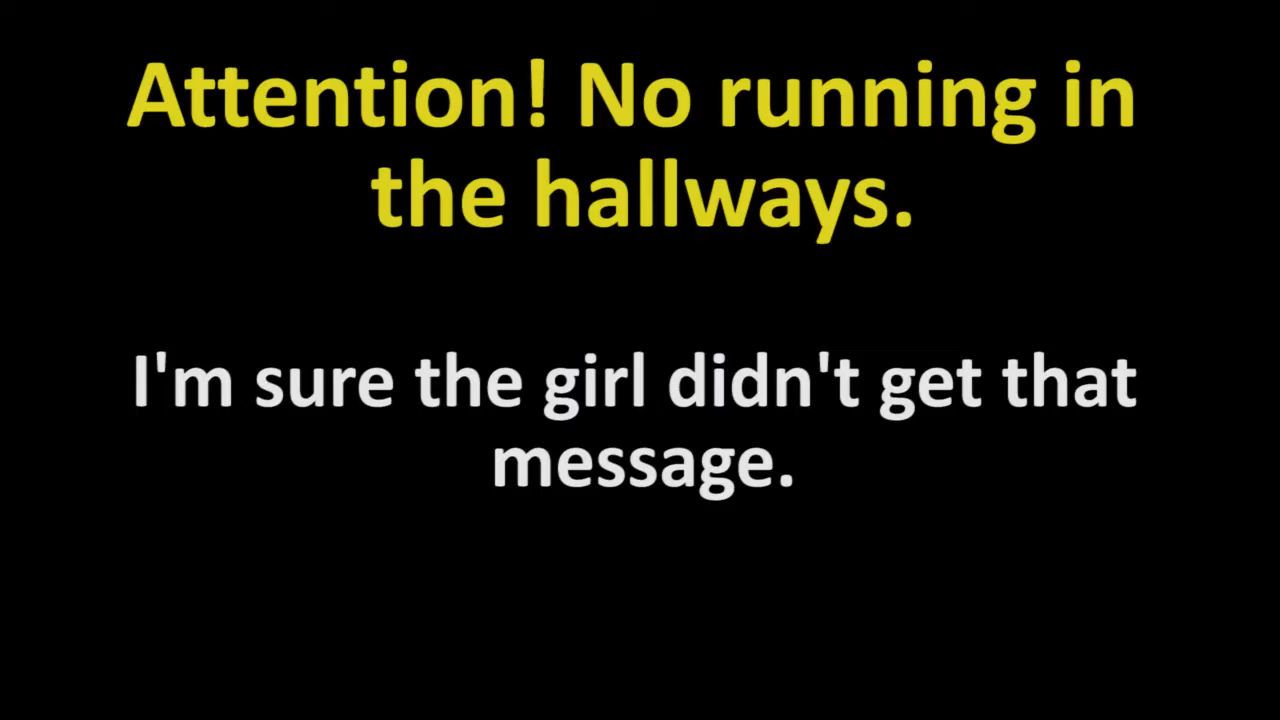 Attention! No running in
the hallways.
I'm sure the girl didn't get that
message.